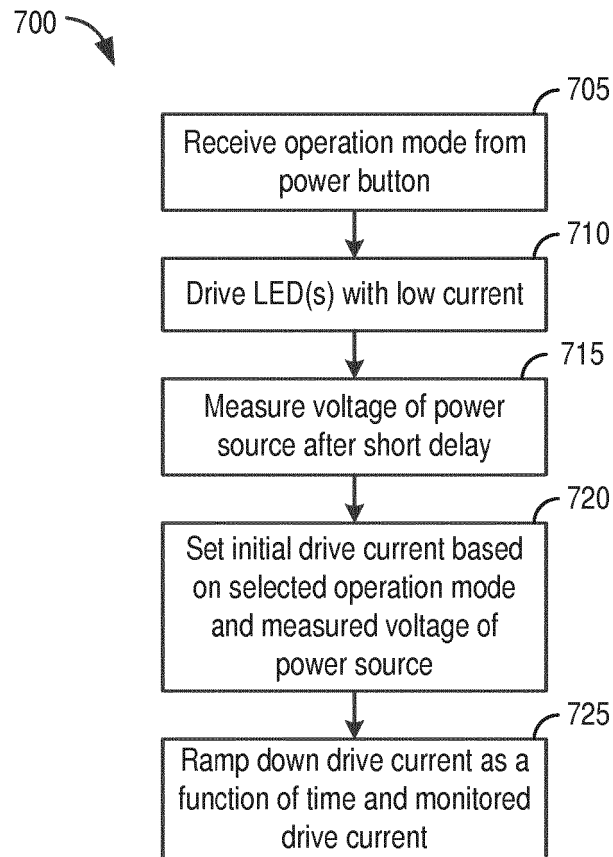 700
705
Receive operation mode from
power button
710
Drive LED(s) with low current
715
Measure voltage of power
source after short delay
720
Set initial drive current based
on selected operation mode
and measured voltage of
power source
725
Ramp down drive current as a
function of time and monitored
drive current